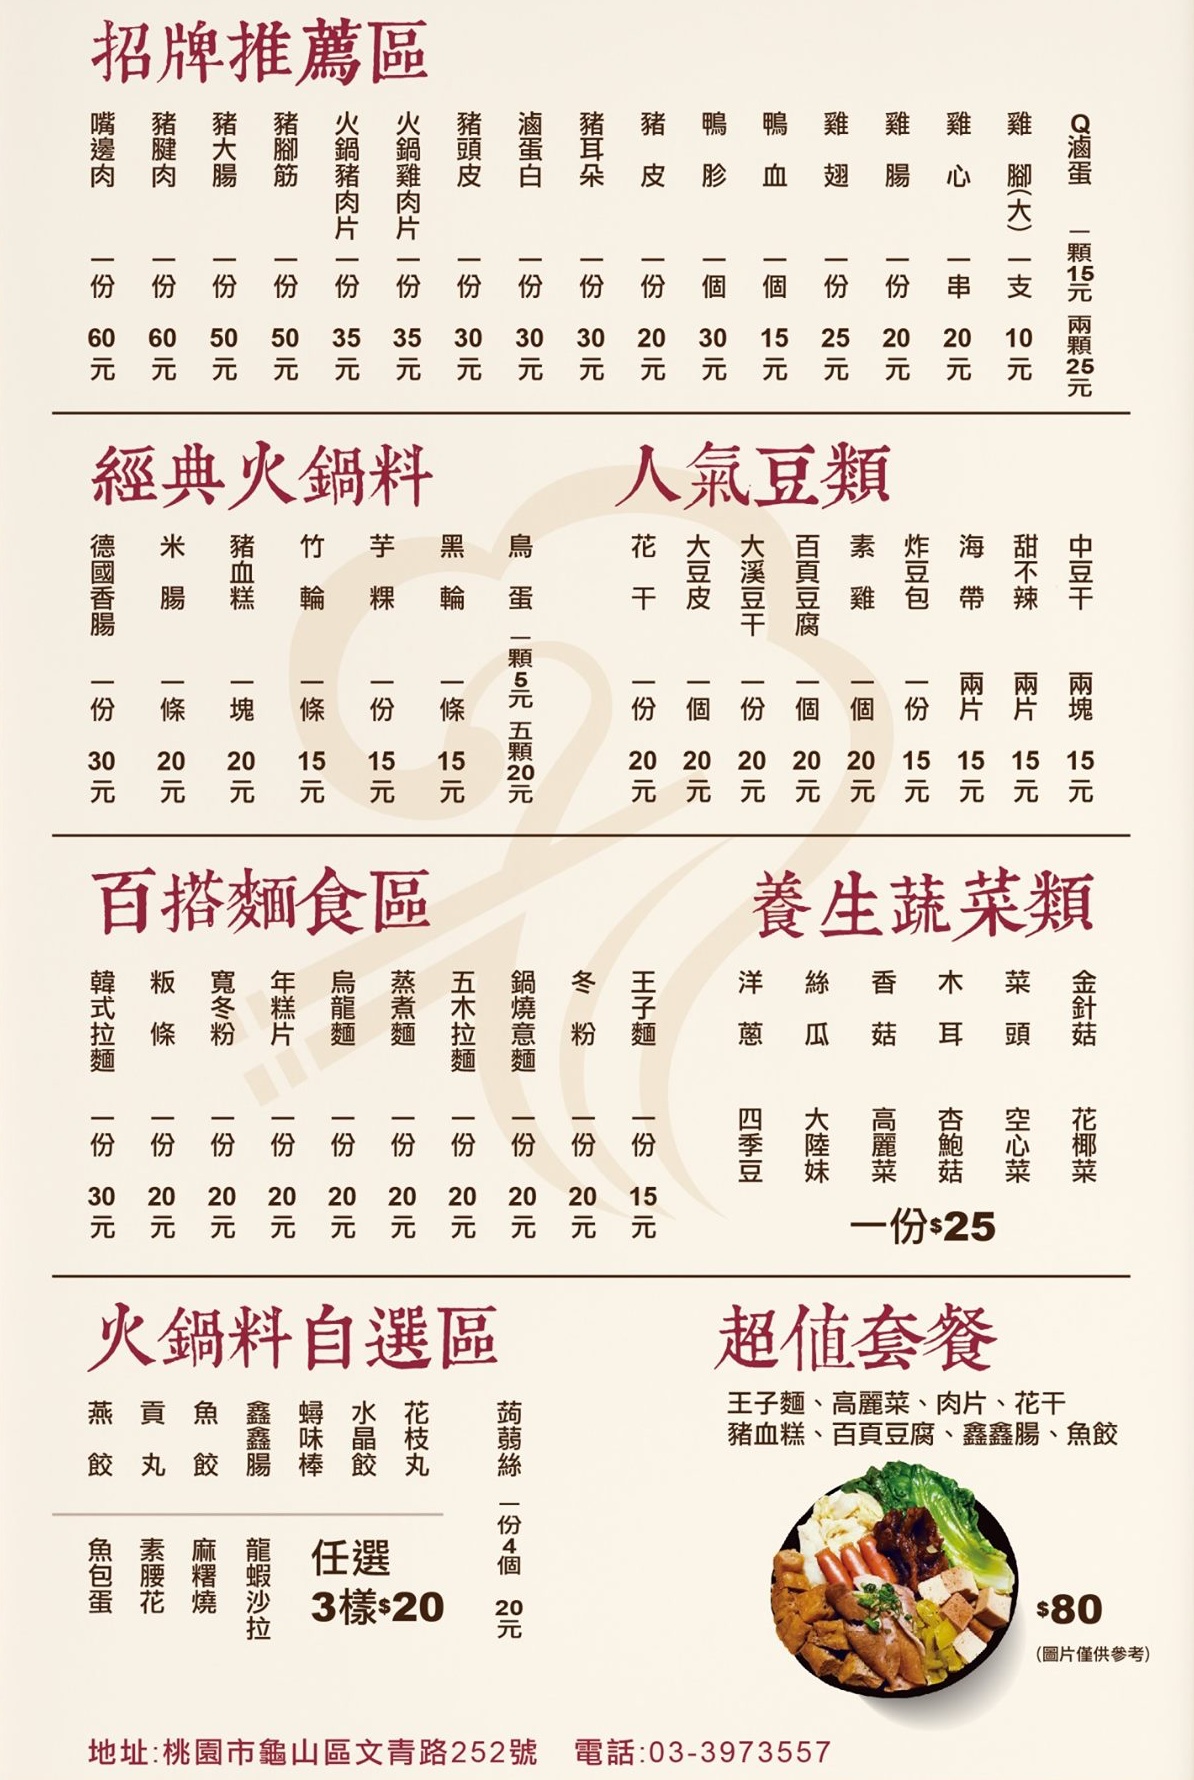 招牌推薦區
嘴邊肉 一份 60元
豬腱肉 一份 60元
豬大腸 一份 50元
豬腳筋 一份 50元
火鍋豬肉片 一份 35元
火鍋雞肉片 一份 35元
豬頭皮 一份 30元
滷蛋白 一份 30元
豬耳朵 一份 30元
豬皮 一份 20元
鴨胗 一個 30元
鴨血 一個 15元
雞翅 一份 25元
雞腸 一份 20元
雞心 一串 20元
雞腳(大) 一支 10元
Q滷蛋 一顆15元 兩顆25元
經典火鍋料
德國香腸 一份 30元
米腸 一條 20元
豬血糕 一塊 20元
竹輪 一條 15元
芋粿 一份 15元
黑輪 一條 15元
鳥蛋 一顆5元 五顆20元
人氣豆類
花干 一份 20元
大豆皮 一個 20元
大溪豆干 一份 20元
百頁豆腐 一個 20元
素雞 一個 20元
炸豆包 一份 15元
海帶 兩片 15元
甜不辣 兩片 15元
中豆干 兩塊 15元
百搭麵食區
韓式拉麵 一份 30元
粄條 一份 20元
寬冬粉 一份 20元
年糕片 一份 20元
烏龍麵 一份 20元
蒸煮麵 一份 20元
五木拉麵 一份 20元
鍋燒意麵 一份 20元
冬粉 一份 20元
王子麵 一份 15元
養生蔬菜類
洋蔥
絲瓜
香菇
木耳
菜頭
金針菇
四季豆
大陸妹
高麗菜
杏鮑菇
空心菜
花椰菜
一份$25
火鍋料自選區
燕餃
貢丸
魚餃
鑫鑫腸
蟳味棒
水晶餃
花枝丸
魚包蛋
素腰花
麻糬燒
龍蝦沙拉
任選
3樣$20
蒟蒻絲 一份4個 20元
超值套餐
王子麵、高麗菜、肉片、花干
豬血糕、百頁豆腐、鑫鑫腸、魚餃
$80
(圖片僅供參考)
地址:桃園市龜山區文青路252號 電話:03-3973557